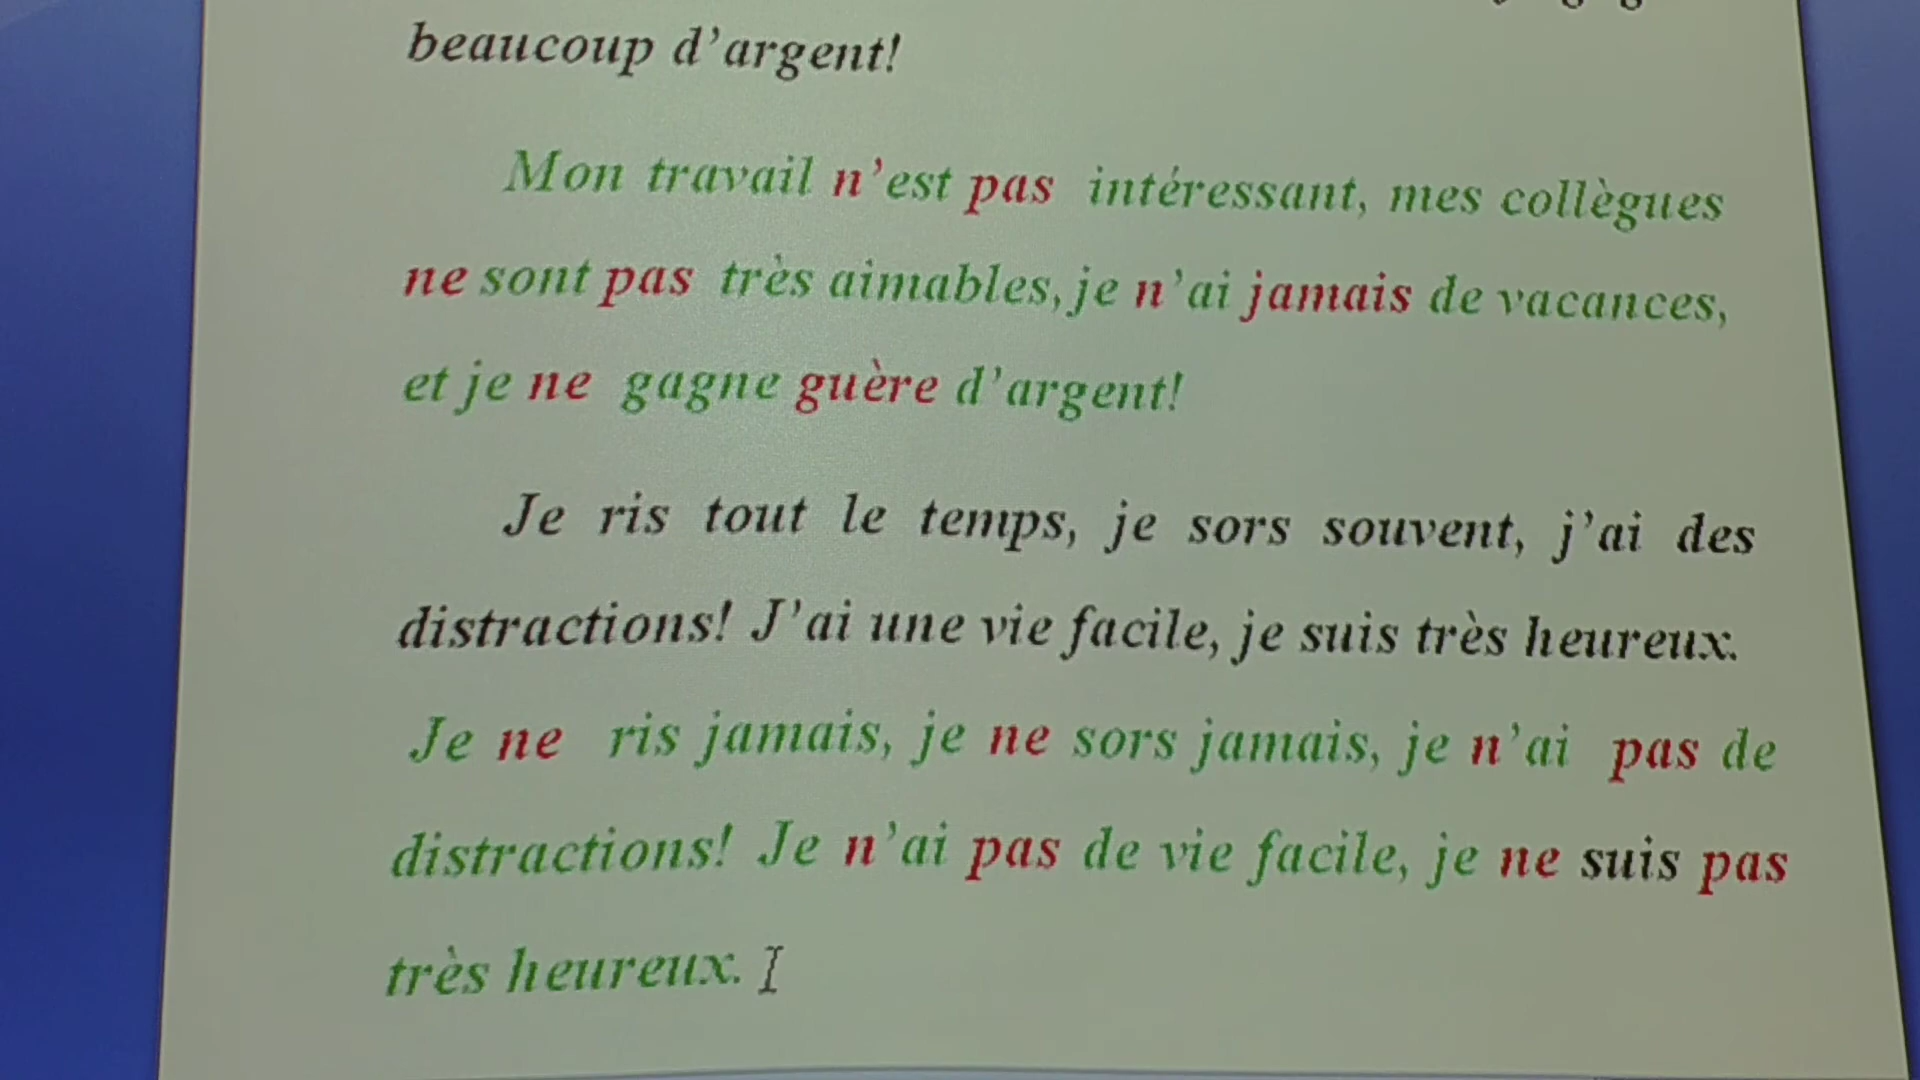 beaucoup d’argent!
Mon travail n’est pas intéressant, mes collègues
ne sont pas très aimables, je n’ai jamais de vacances,
et je ne gagne guère d’argent!
Je ris tout le temps, je sors souvent, j’ai des
distractions! J’ai une vie facile, je suis très heureux.
Je ne ris jamais, je ne sors jamais, je n’ai pas de
distractions! Je n’ai pas de vie facile, je ne suis pas
très heureux.